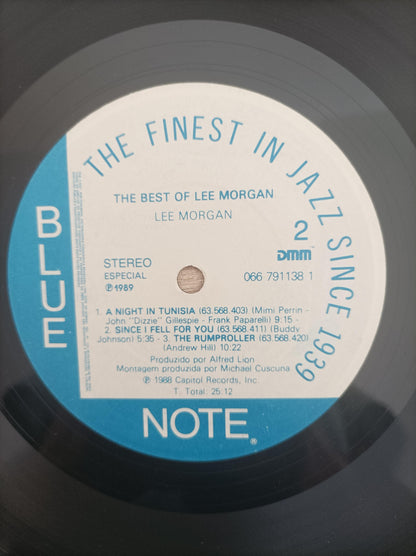 THE FINEST IN JAZZ SINCE 1939
THE BEST OF LEE MORGAN
LEE MORGAN
BLUE
2
STEREO
DMM
ESPECIAL
066 791138 1
℗1989
1. A NIGHT IN TUNISIA (63.568.403) (Mimi Perrin -
John "Dizzie" Gillespie - Frank Paparelli) 9:15 -
2. SINCE I FELL FOR YOU (63.568.411) (Buddy
Johnson) 5:35 - 3. THE RUMPROLLER (63.568.420)
(Andrew Hill) 10:22
Produzido por Alfred Lion
Montagem produzida por Michael Cuscuna
℗ 1988 Capitol Records, Inc.
T. Total: 25:12
NOTE®